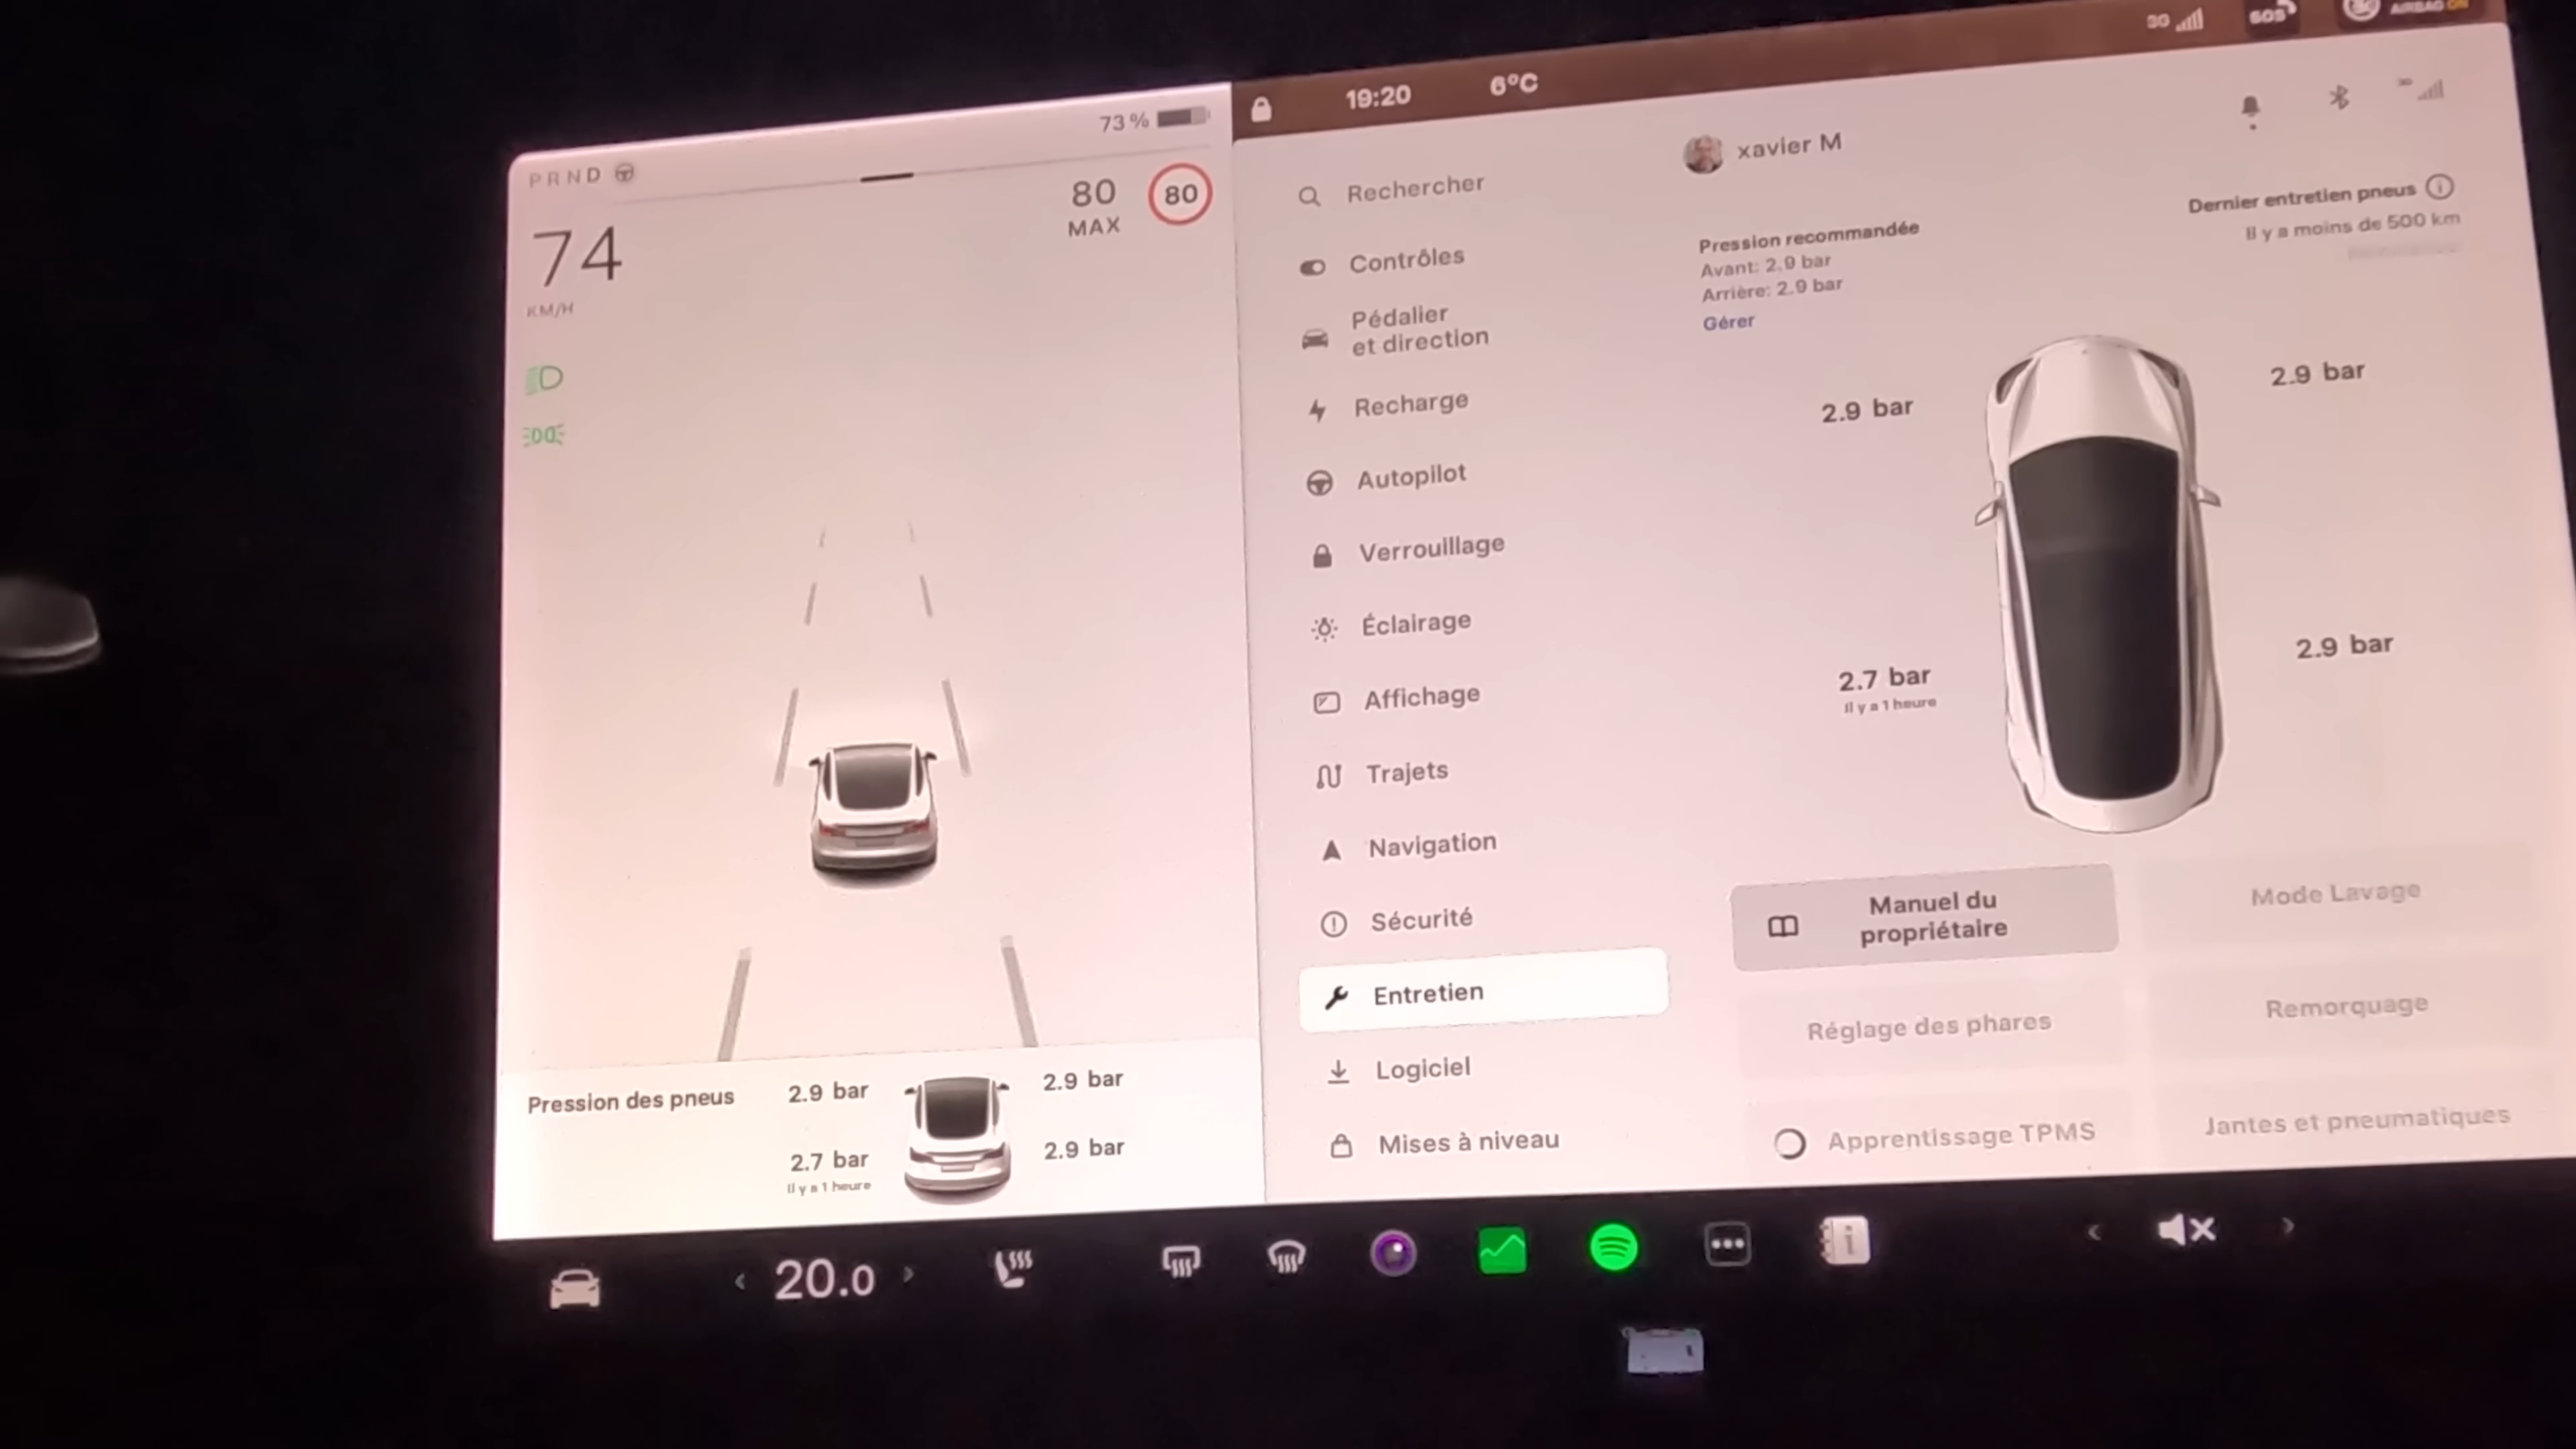 73 %
PRND
80
MAX
80
74
KM/H
Pression des pneus
2.9 bar
2.9 bar
2.7 bar
Il y a 1 heure
2.9 bar
19:20
6°C
3G
SOS
AIRBAG ON
Rechercher
Contrôles
Pédalier
et direction
Recharge
Autopilot
Verrouillage
Éclairage
Affichage
Trajets
Navigation
Sécurité
Entretien
Logiciel
Mises à niveau
xavier M
Pression recommandée
Avant: 2.9 bar
Arrière: 2.9 bar
Gérer
Dernier entretien pneus
Il y a moins de 500 km
2.9 bar
2.9 bar
2.7 bar
Il y a 1 heure
2.9 bar
Manuel du
propriétaire
Mode Lavage
Réglage des phares
Remorquage
Apprentissage TPMS
Jantes et pneumatiques
20.0